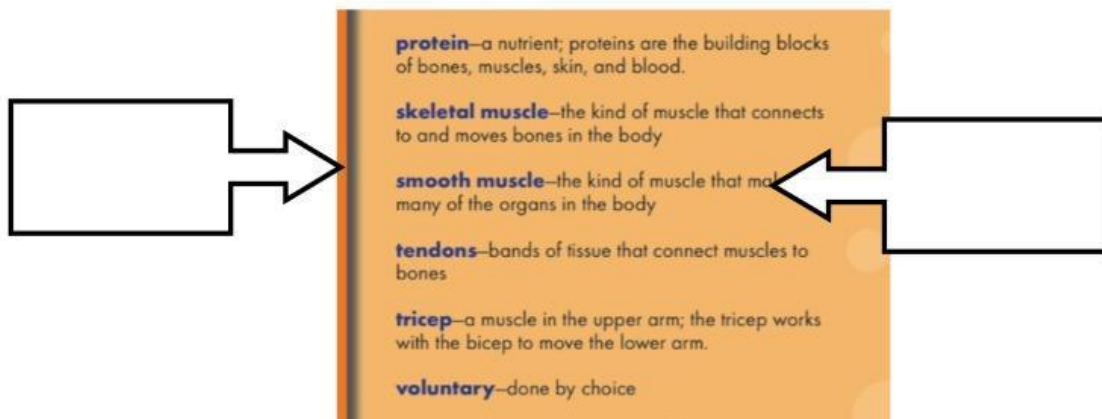 protein—a nutrient; proteins are the building blocks
of bones, muscles, skin, and blood.
skeletal muscle—the kind of muscle that connects
to and moves bones in the body
smooth muscle—the kind of muscle that
many of the organs in the body
tendons—bands of tissue that connect muscles to
bones
tricep—a muscle in the upper arm; the tricep works
with the bicep to move the lower arm.
voluntary—done by choice